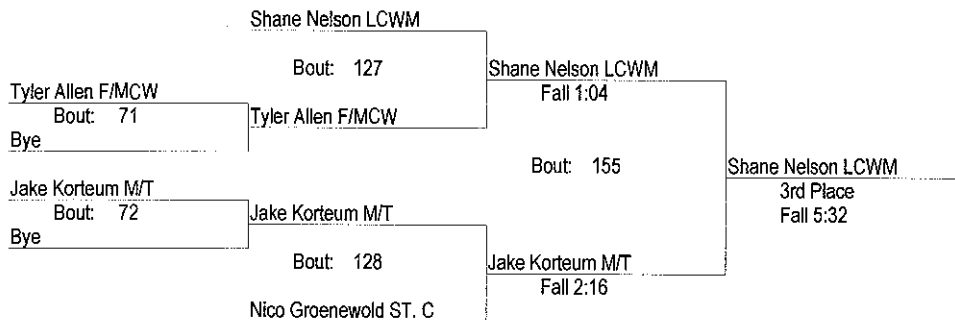 Shane Nelson LCWM
Bout: 127
Shane Nelson LCWM
Fall 1:04
Tyler Allen F/MCW
Bout: 71
Tyler Allen F/MCW
Bye
Bout: 155
Shane Nelson LCWM
3rd Place
Fall 5:32
Jake Korteum M/T
Bout: 72
Jake Korteum M/T
Bye
Bout: 128
Jake Korteum M/T
Fall 2:16
Nico Groenewold ST. C